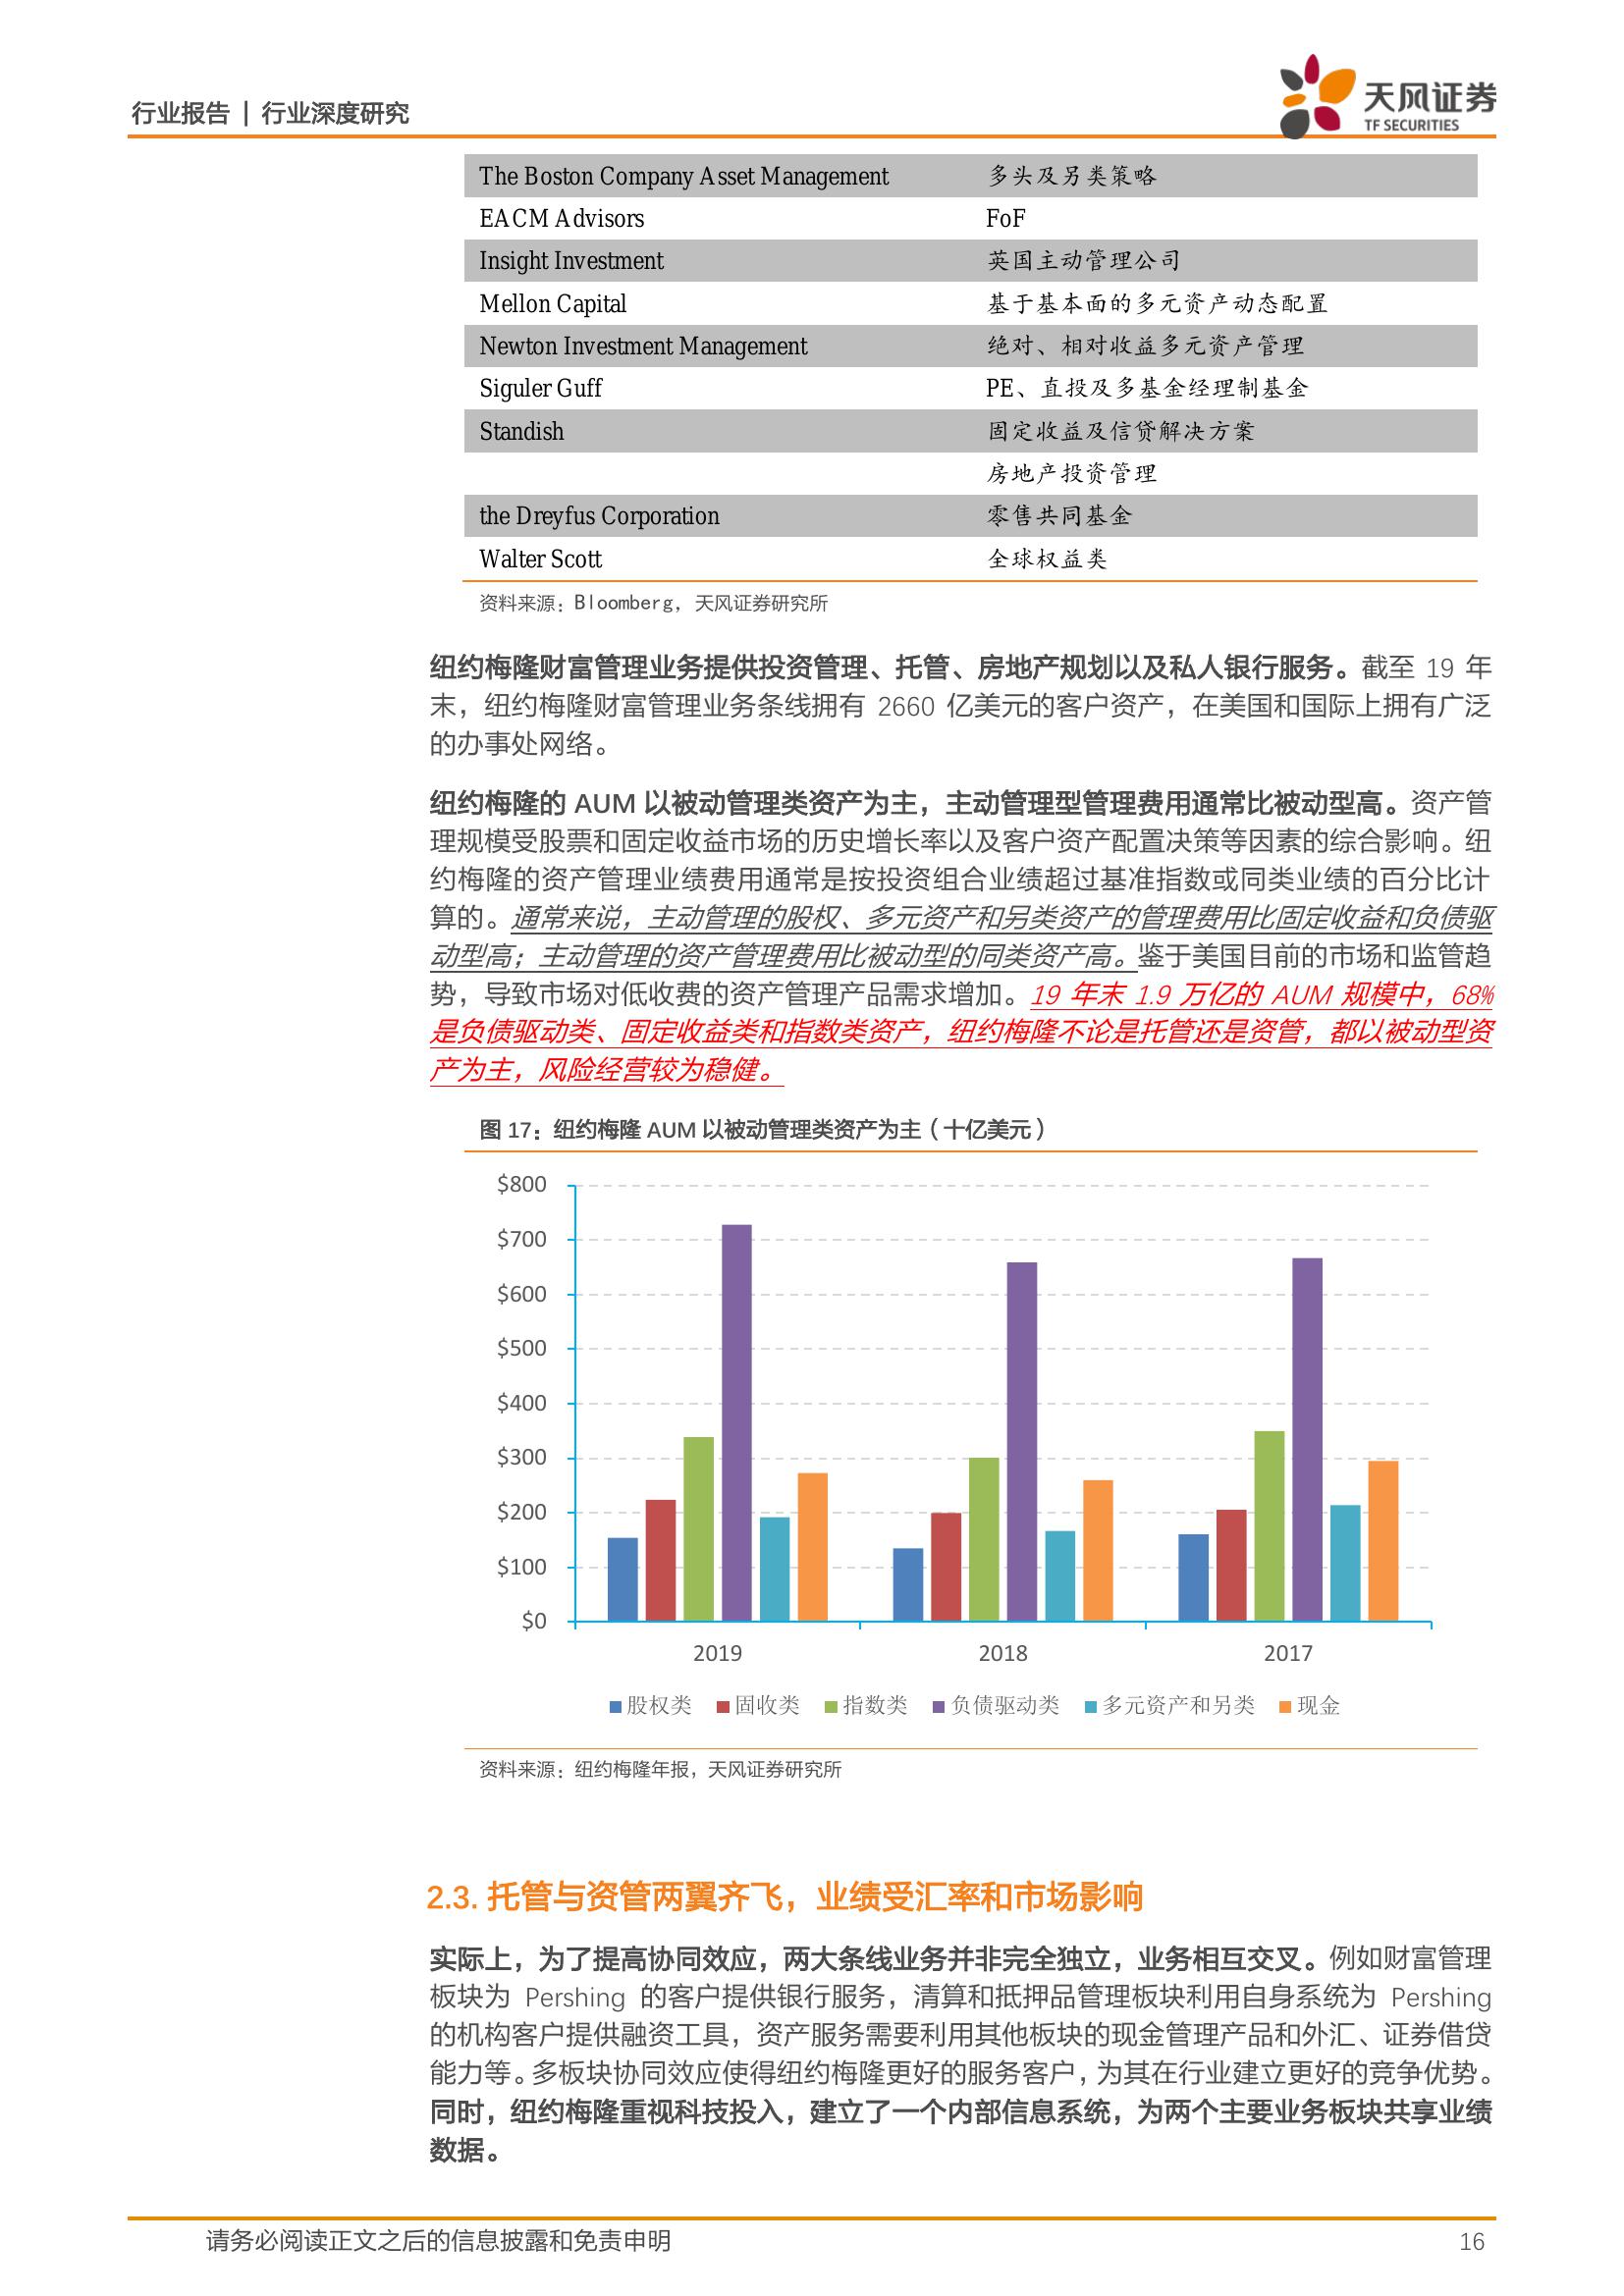 行业报告 | 行业深度研究
天风证券
TF SECURITIES
The Boston Company Asset Management 多头及另类策略
EACM Advisors FoF
Insight Investment 英国主动管理公司
Mellon Capital 基于基本面的多元资产动态配置
Newton Investment Management 绝对、相对收益多元资产管理
Siguler Guff PE、直投及多基金经理制基金
Standish 固定收益及信贷解决方案
房地产投资管理
the Dreyfus Corporation 零售共同基金
Walter Scott 全球权益类
资料来源：Bloomberg，天风证券研究所
纽约梅隆财富管理业务提供投资管理、托管、房地产规划以及私人银行服务。截至 19 年
末，纽约梅隆财富管理业务条线拥有 2660 亿美元的客户资产，在美国和国际上拥有广泛
的办事处网络。
纽约梅隆的 AUM 以被动管理类资产为主，主动管理型管理费用通常比被动型高。资产管
理规模受股票和固定收益市场的历史增长率以及客户资产配置决策等因素的综合影响。纽
约梅隆的资产管理业绩费用通常是按投资组合业绩超过基准指数或同类业绩的百分比计
算的。通常来说，主动管理的股权、多元资产和另类资产的管理费用比固定收益和负债驱
动型高；主动管理的资产管理费用比被动型的同类资产高。鉴于美国目前的市场和监管趋
势，导致市场对低收费的资产管理产品需求增加。19 年末 1.9 万亿的 AUM 规模中，68%
是负债驱动类、固定收益类和指数类资产，纽约梅隆不论是托管还是资管，都以被动型资
产为主，风险经营较为稳健。
图 17：纽约梅隆 AUM 以被动管理类资产为主（十亿美元）
$800
$700
$600
$500
$400
$300
$200
$100
$0
2019 2018 2017
股权类 固收类 指数类 负债驱动类 多元资产和另类 现金
资料来源：纽约梅隆年报，天风证券研究所
2.3. 托管与资管两翼齐飞，业绩受汇率和市场影响
实际上，为了提高协同效应，两大条线业务并非完全独立，业务相互交叉。例如财富管理
板块为 Pershing 的客户提供银行服务，清算和抵押品管理板块利用自身系统为 Pershing
的机构客户提供融资工具，资产服务需要利用其他板块的现金管理产品和外汇、证券借贷
能力等。多板块协同效应使得纽约梅隆更好的服务客户，为其在行业建立更好的竞争优势。
同时，纽约梅隆重视科技投入，建立了一个内部信息系统，为两个主要业务板块共享业绩
数据。
请务必阅读正文之后的信息披露和免责申明 16